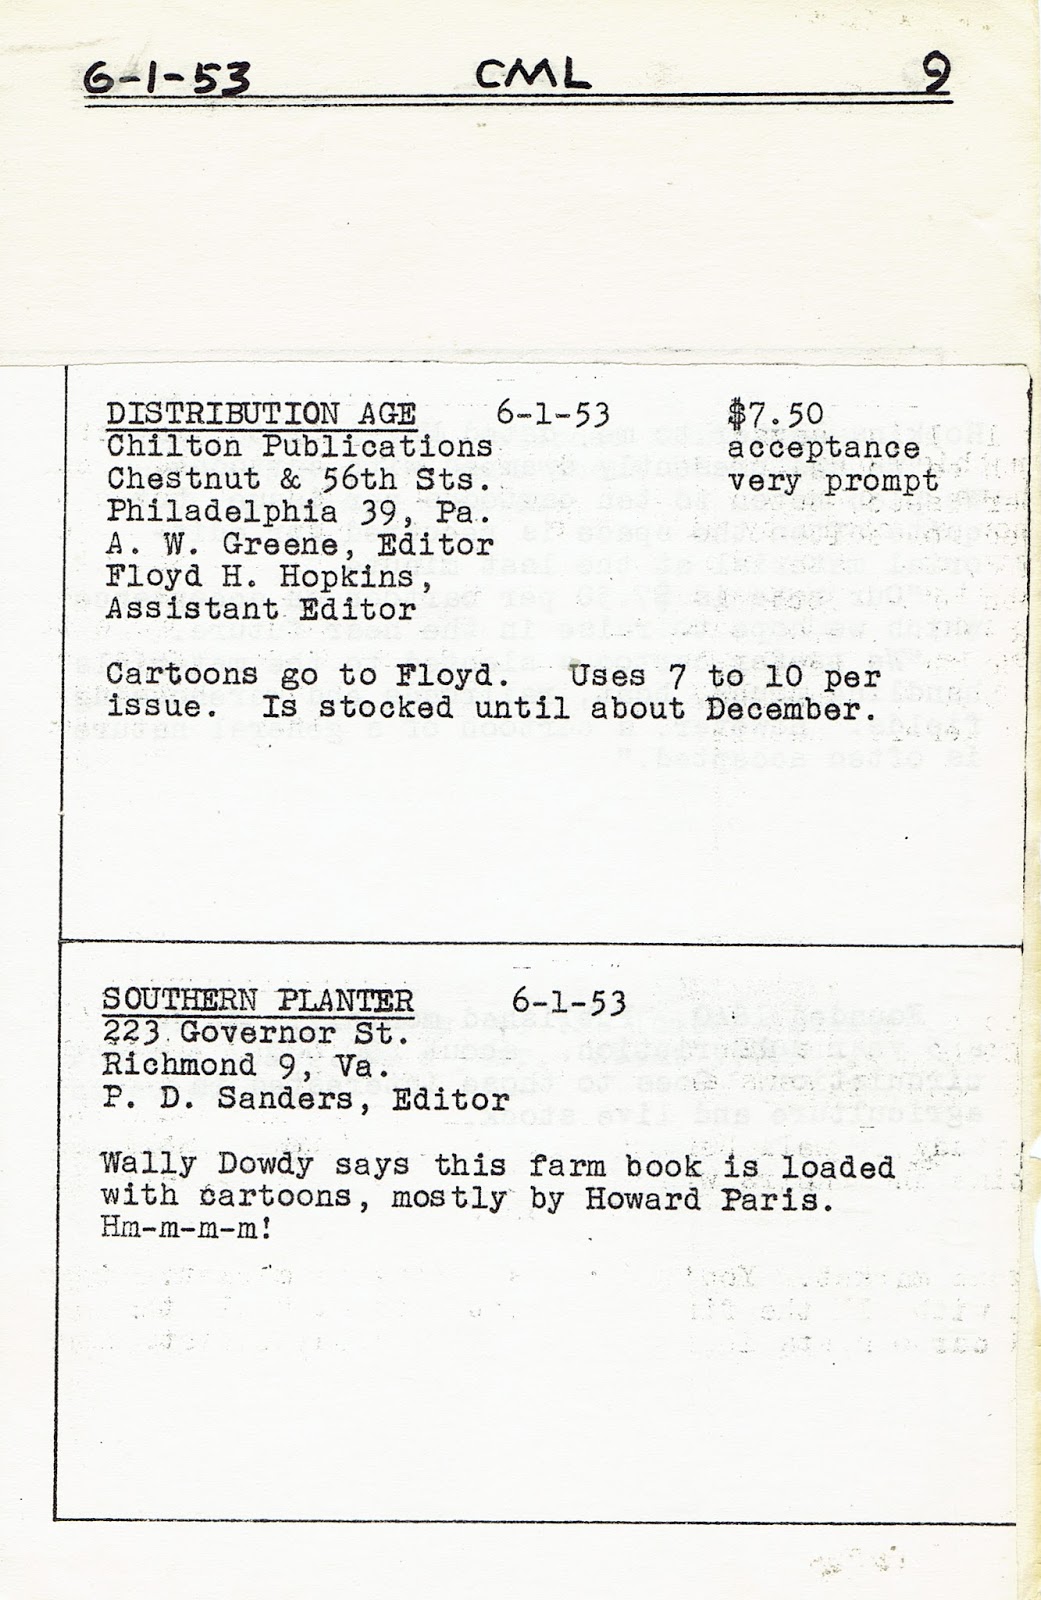 6-1-53 CML 9
DISTRIBUTION AGE 6-1-53 $7.50
Chilton Publications acceptance
Chestnut & 56th Sts. very prompt
Philadelphia 39, Pa.
A. W. Greene, Editor
Floyd H. Hopkins,
Assistant Editor
Cartoons go to Floyd. Uses 7 to 10 per
issue. Is stocked until about December.
SOUTHERN PLANTER 6-1-53
223 Governor St.
Richmond 9, Va.
P. D. Sanders, Editor
Wally Dowdy says this farm book is loaded
with cartoons, mostly by Howard Paris.
Hm-m-m-m!